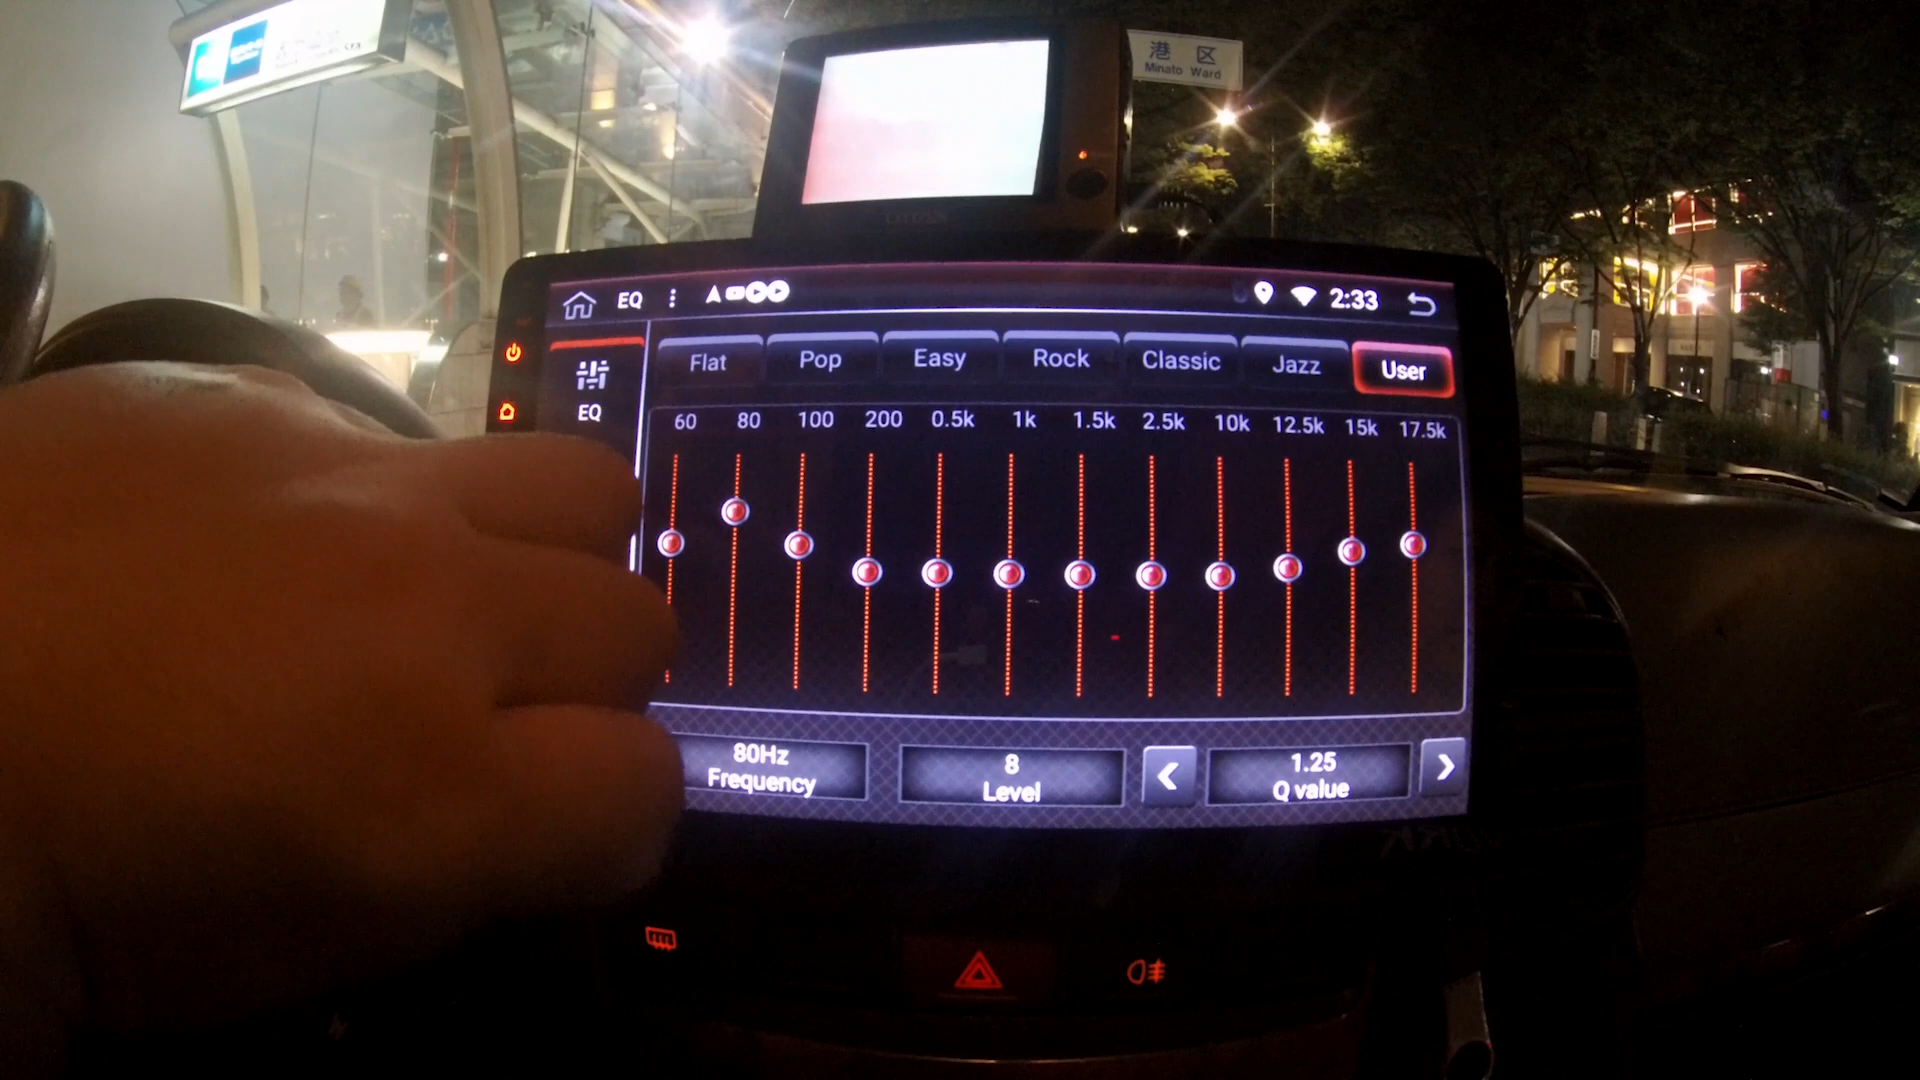 港 区
Minato Ward
CITIZEN
EQ
2:33
EQ
Flat
Pop
Easy
Rock
Classic
Jazz
User
60 80 100 200 0.5k 1k 1.5k 2.5k 10k 12.5k 15k 17.5k
80Hz
Frequency
8
Level
1.25
Q value